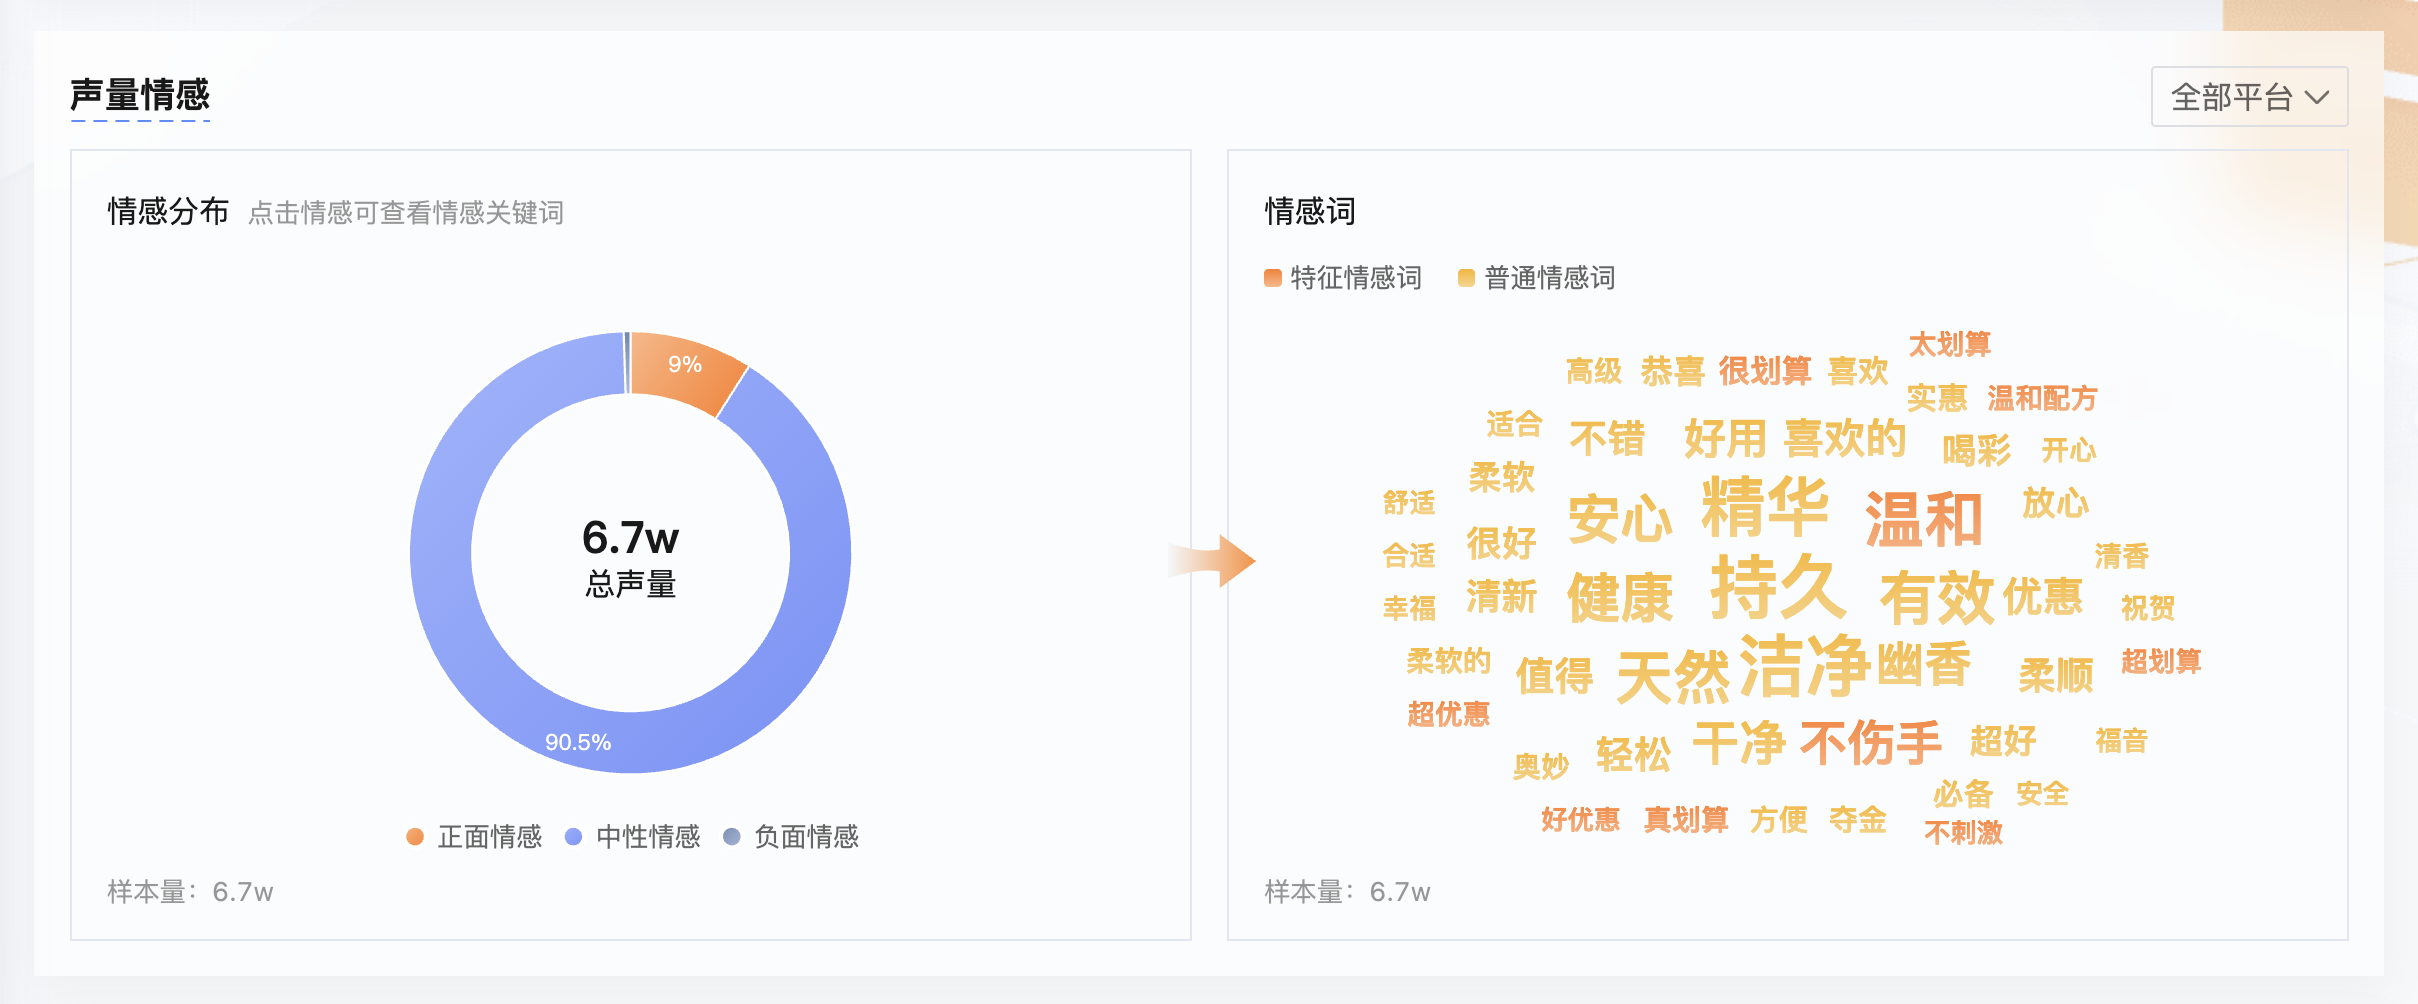 声量情感
全部平台
情感分布 点击情感可查看情感关键词
9%
6.7w
总声量
90.5%
正面情感 中性情感 负面情感
样本量：6.7w
情感词
特征情感词 普通情感词
太划算
高级 恭喜 很划算 喜欢
实惠 温和配方
适合 不错 好用 喜欢的 喝彩 开心
柔软
舒适 安心 精华 温和 放心
很好
合适 清香
幸福 清新 健康 持久 有效 优惠 祝贺
柔软的 值得 天然 洁净 幽香 柔顺 超划算
超优惠
奥妙 轻松 干净 不伤手 超好 福音
必备 安全
好优惠 真划算 方便 夺金 不刺激
样本量：6.7w